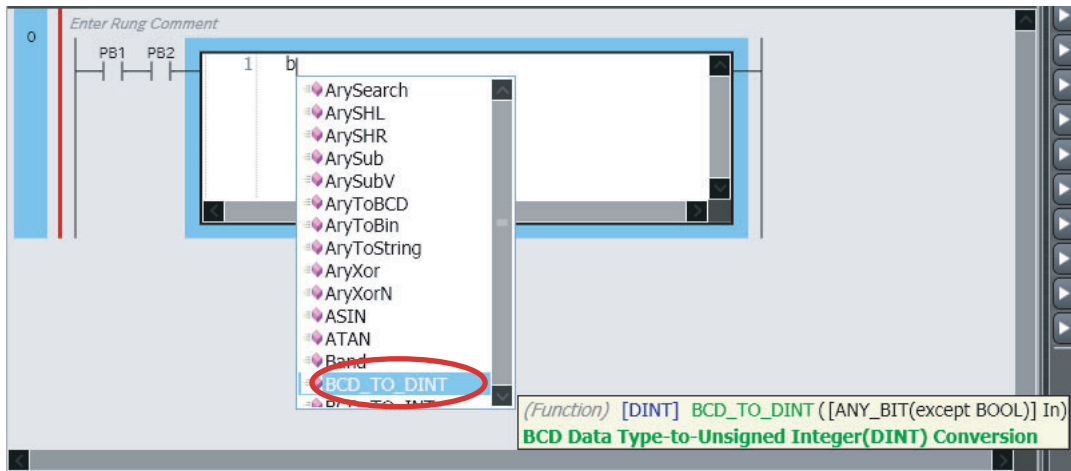 Enter Rung Comment
0
PB1 PB2
1 b
ArySearch
ArySHL
ArySHR
ArySub
ArySubV
AryToBCD
AryToBin
AryToString
AryXor
AryXorN
ASIN
ATAN
Band
BCD_TO_DINT
BCD_TO_INT
(Function) [DINT] BCD_TO_DINT([ANY_BIT(except BOOL)] In)
BCD Data Type-to-Unsigned Integer(DINT) Conversion